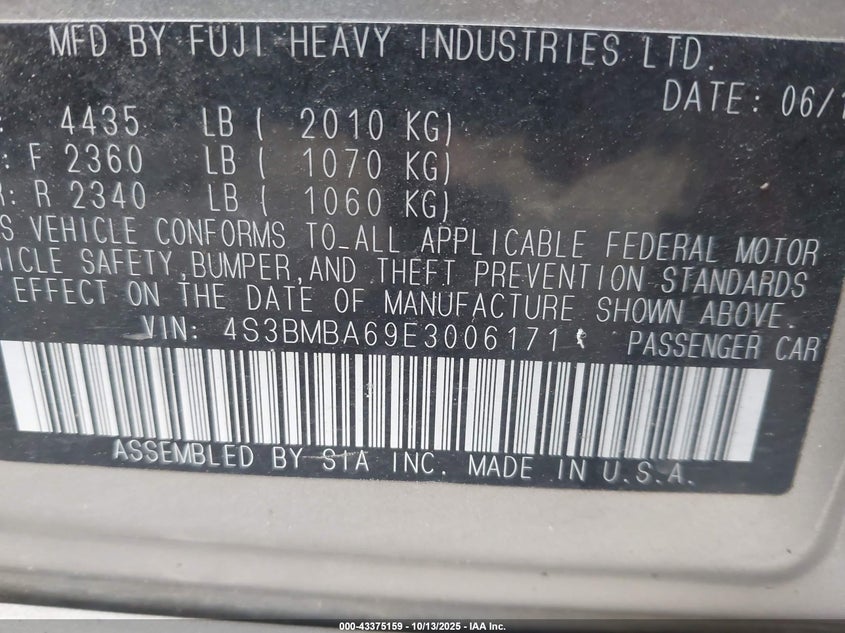 MFD BY FUJI HEAVY INDUSTRIES LTD.
DATE: 06/1
: 4435 LB ( 2010 KG)
: F 2360 LB ( 1070 KG)
R: R 2340 LB ( 1060 KG)
S VEHICLE CONFORMS TO ALL APPLICABLE FEDERAL MOTOR
HICLE SAFETY, BUMPER, AND THEFT PREVENTION STANDARDS
EFFECT ON THE DATE OF MANUFACTURE SHOWN ABOVE.
VIN: 4S3BMBA69E3006171 PASSENGER CAR
ASSEMBLED BY SIA INC. MADE IN U.S.A.
000-43375159 - 10/13/2025 - IAA Inc.